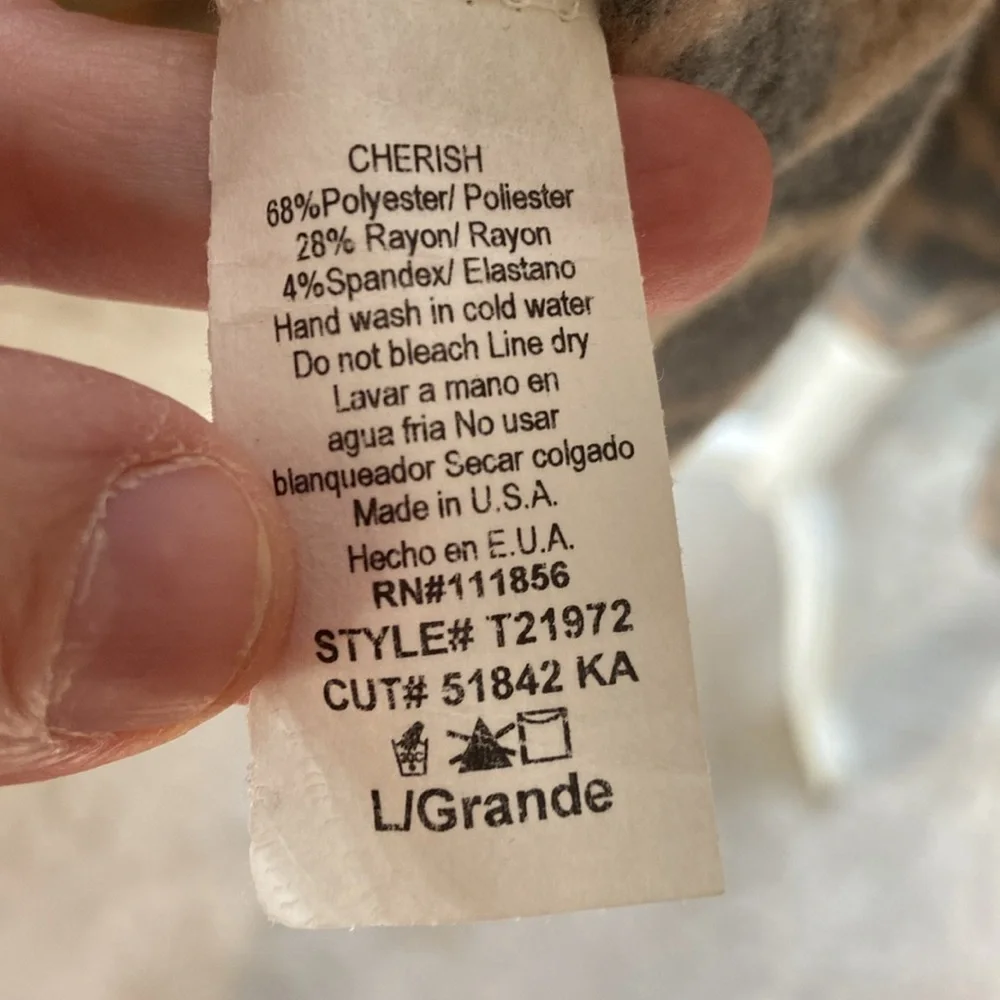 CHERISH
68%Polyester/ Poliester
28% Rayon/ Rayon
4%Spandex/ Elastano
Hand wash in cold water
Do not bleach Line dry
Lavar a mano en
agua fria No usar
blanqueador Secar colgado
Made in U.S.A.
Hecho en E.U.A.
RN#111856
STYLE# T21972
CUT# 51842 KA
L/Grande